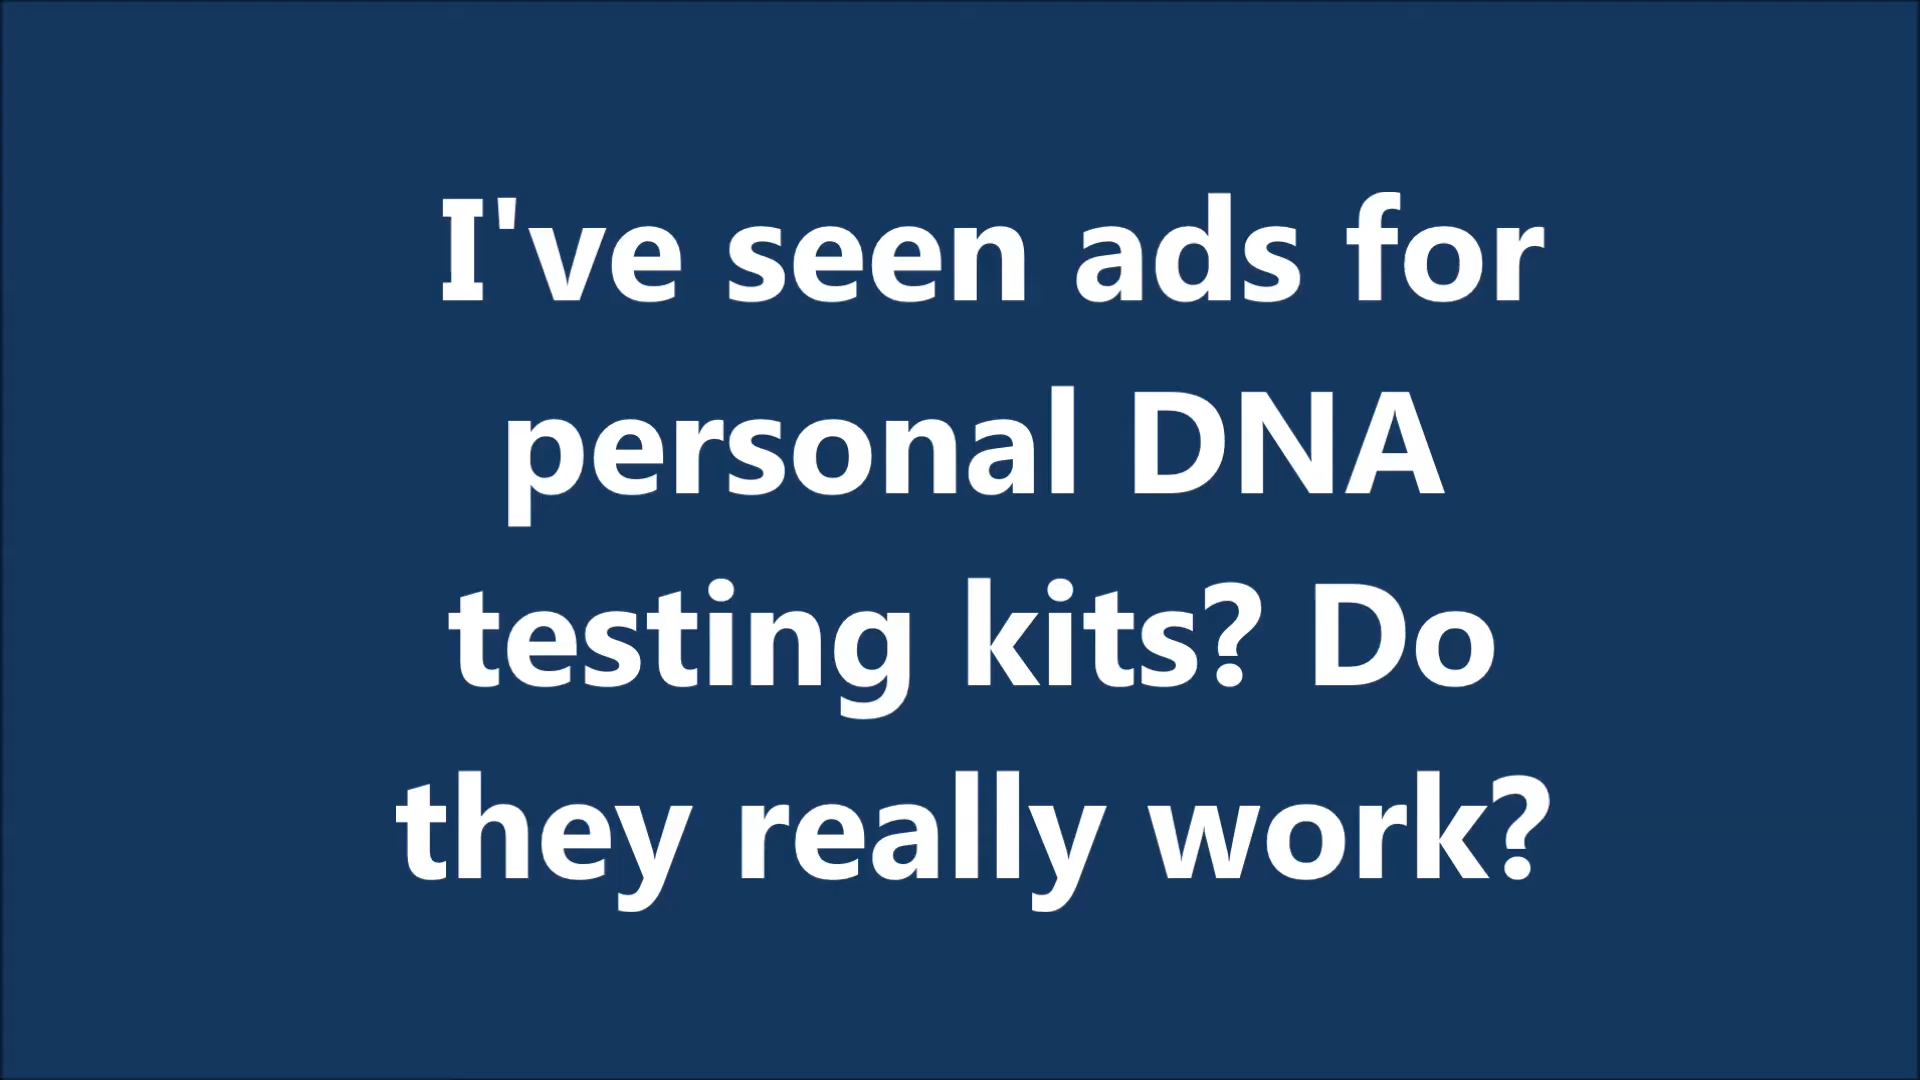 I've seen ads for
personal DNA
testing kits? Do
they really work?